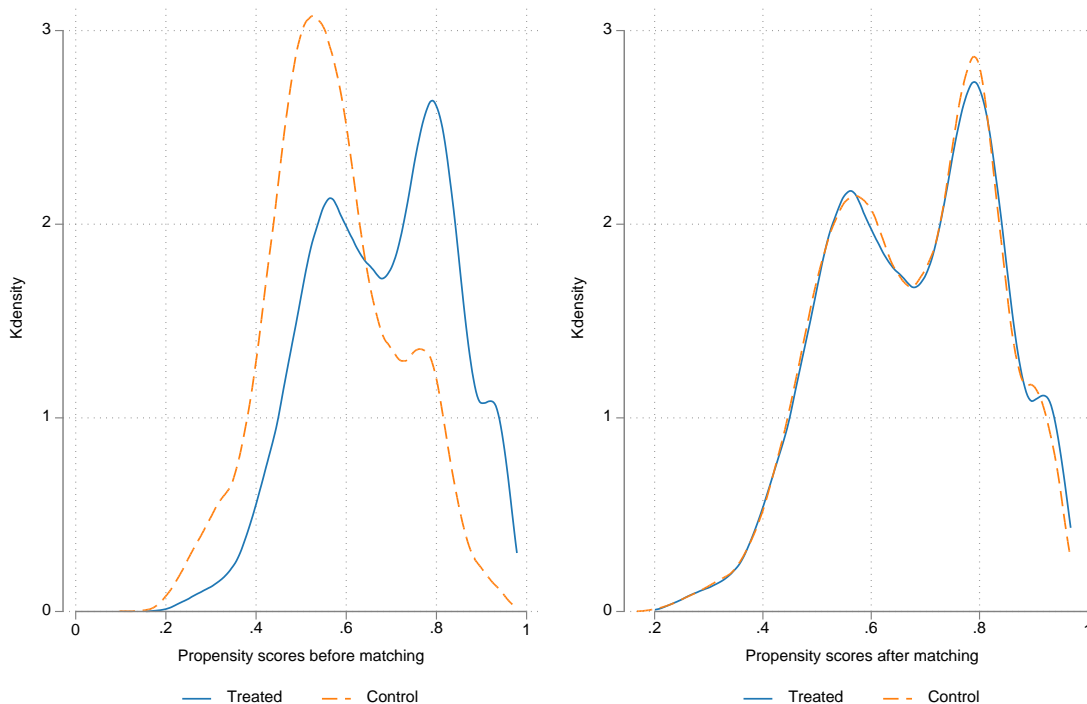 3
2
1
0
Kdensity
0 .2 .4 .6 .8 1
Propensity scores before matching
Treated Control
3
2
1
0
Kdensity
.2 .4 .6 .8 1
Propensity scores after matching
Treated Control